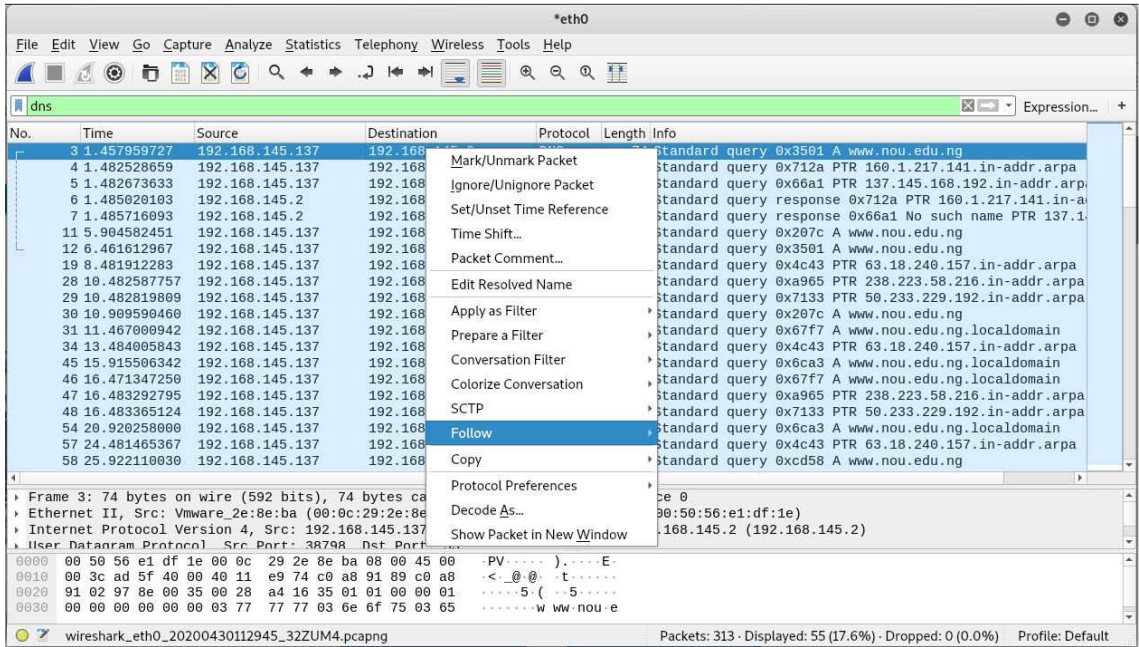 *eth0
File Edit View Go Capture Analyze Statistics Telephony Wireless Tools Help
dns
Expression... +
No. Time Source Destination Protocol Length Info
3 1.457959727 192.168.145.137 192.168 Standard query 0x3501 A www.nou.edu.ng
4 1.482528659 192.168.145.137 192.168 Standard query 0x712a PTR 160.1.217.141.in-addr.arpa
5 1.482673633 192.168.145.137 192.168 Standard query 0x66a1 PTR 137.145.168.192.in-addr.arp
6 1.485020103 192.168.145.2 192.168 Standard query response 0x712a PTR 160.1.217.141.in-a
7 1.485716093 192.168.145.2 192.168 Standard query response 0x66a1 No such name PTR 137.1
11 5.904582451 192.168.145.137 192.168 Standard query 0x207c A www.nou.edu.ng
12 6.461612967 192.168.145.137 192.168 Standard query 0x3501 A www.nou.edu.ng
19 8.481912283 192.168.145.137 192.168 Standard query 0x4c43 PTR 63.18.240.157.in-addr.arpa
28 10.482587757 192.168.145.137 192.168 Standard query 0xa965 PTR 238.223.58.216.in-addr.arpa
29 10.482819809 192.168.145.137 192.168 Standard query 0x7133 PTR 50.233.229.192.in-addr.arpa
30 10.909590460 192.168.145.137 192.168 Standard query 0x207c A www.nou.edu.ng
31 11.467000942 192.168.145.137 192.168 Standard query 0x67f7 A www.nou.edu.ng.localdomain
34 13.484005843 192.168.145.137 192.168 Standard query 0x4c43 PTR 63.18.240.157.in-addr.arpa
45 15.915506342 192.168.145.137 192.168 Standard query 0x6ca3 A www.nou.edu.ng.localdomain
46 16.471347250 192.168.145.137 192.168 Standard query 0x67f7 A www.nou.edu.ng.localdomain
47 16.483292795 192.168.145.137 192.168 Standard query 0xa965 PTR 238.223.58.216.in-addr.arpa
48 16.483365124 192.168.145.137 192.168 Standard query 0x7133 PTR 50.233.229.192.in-addr.arpa
54 20.920258000 192.168.145.137 192.168 Standard query 0x6ca3 A www.nou.edu.ng.localdomain
57 24.481465367 192.168.145.137 192.168 Standard query 0x4c43 PTR 63.18.240.157.in-addr.arpa
58 25.922110030 192.168.145.137 192.168 Standard query 0xcd58 A www.nou.edu.ng
Mark/Unmark Packet
Ignore/Unignore Packet
Set/Unset Time Reference
Time Shift...
Packet Comment...
Edit Resolved Name
Apply as Filter
Prepare a Filter
Conversation Filter
Colorize Conversation
SCTP
Follow
Copy
Protocol Preferences
Decode As...
Show Packet in New Window
Frame 3: 74 bytes on wire (592 bits), 74 bytes ca ce 0
Ethernet II, Src: Vmware_2e:8e:ba (00:0c:29:2e:8e 00:50:56:e1:df:1e)
Internet Protocol Version 4, Src: 192.168.145.137 .168.145.2 (192.168.145.2)
User Datagram Protocol, Src Port: 38798, Dst Port:
0000 00 50 56 e1 df 1e 00 0c 29 2e 8e ba 08 00 45 00 ·PV····· ).····E·
0010 00 3c ad 5f 40 00 40 11 e9 74 c0 a8 91 89 c0 a8 ·<·_@·@· ·t······
0020 91 02 97 8e 00 35 00 28 a4 16 35 01 01 00 00 01 ·····5·( ··5·····
0030 00 00 00 00 00 00 03 77 77 77 03 6e 6f 75 03 65 ·······w ww·nou·e
wireshark_eth0_20200430112945_32ZUM4.pcapng Packets: 313 · Displayed: 55 (17.6%) · Dropped: 0 (0.0%) Profile: Default